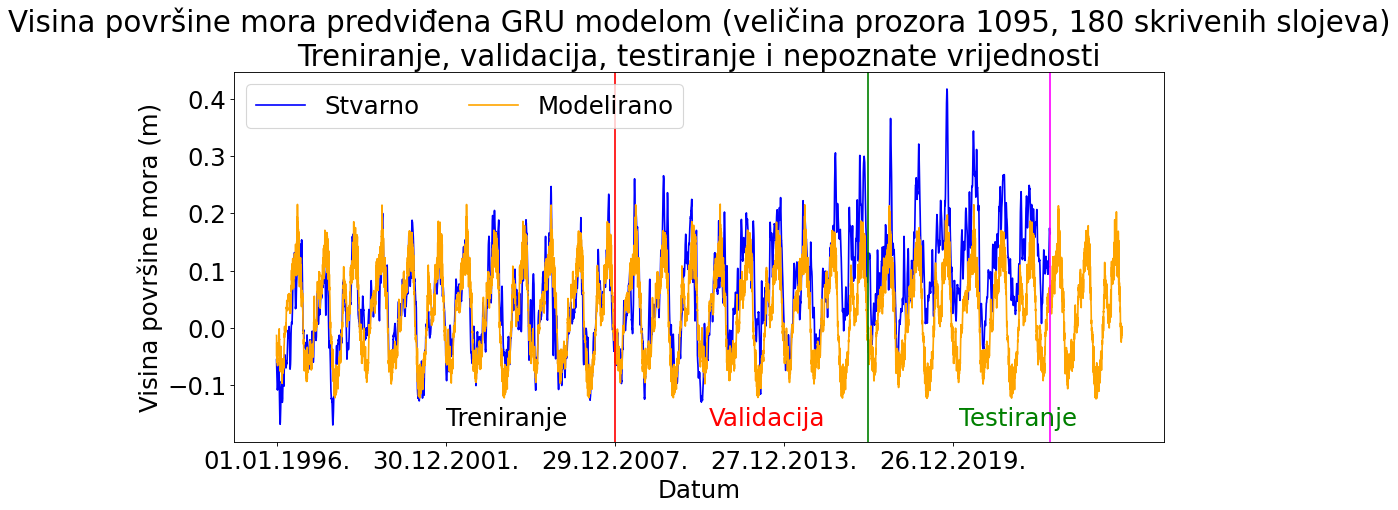 Visina površine mora predviđena GRU modelom (veličina prozora 1095, 180 skrivenih slojeva)
Treniranje, validacija, testiranje i nepoznate vrijednosti
Stvarno
Modelirano
Visina površine mora (m)
0.4
0.3
0.2
0.1
0.0
−0.1
Treniranje
Validacija
Testiranje
01.01.1996.
30.12.2001.
29.12.2007.
27.12.2013.
26.12.2019.
Datum